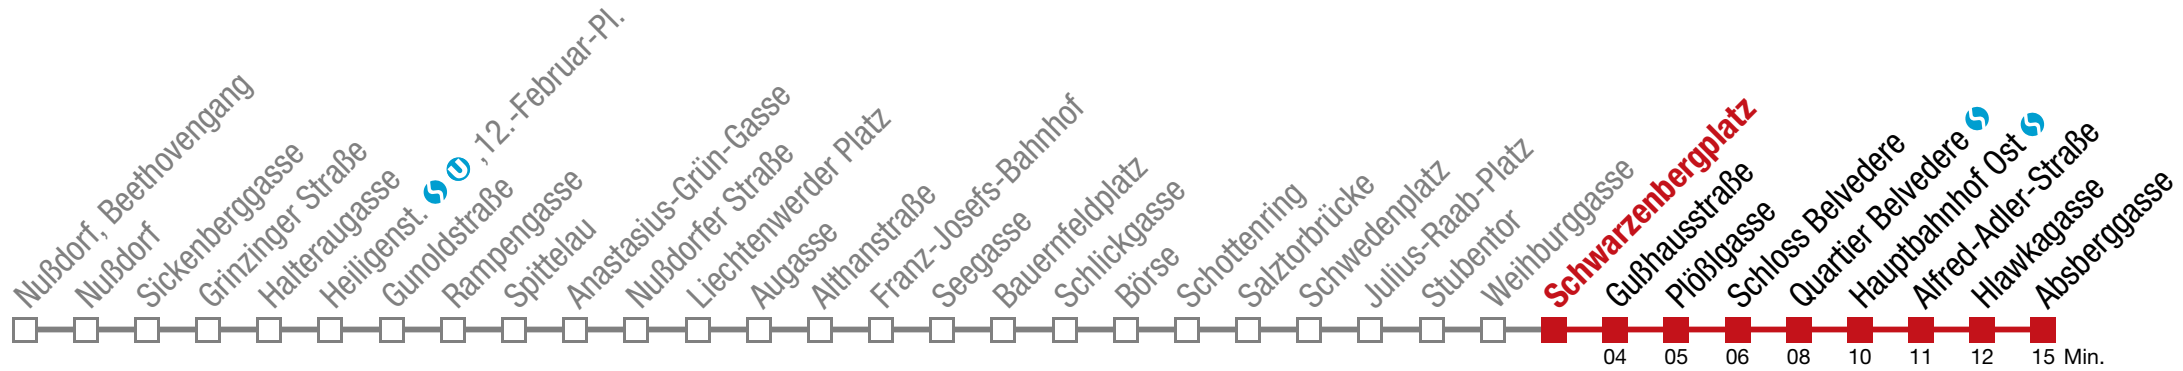 Nußdorf, Beethovengang
Nußdorf
Sickenberggasse
Grinzinger Straße
Halteraugasse
Heiligenst. S U , 12.-Februar-Pl.
Gunoldstraße
Rampengasse
Spittelau
Anastasius-Grün-Gasse
Nußdorfer Straße
Liechtenwerder Platz
Augasse
Althanstraße
Franz-Josefs-Bahnhof
Seegasse
Bauernfeldplatz
Schlickgasse
Börse
Schottenring
Salztorbrücke
Schwedenplatz
Julius-Raab-Platz
Stubentor
Weihburggasse
Schwarzenbergplatz
Gußhausstraße
Plößlgasse
Schloss Belvedere
Quartier Belvedere S
Hauptbahnhof Ost S
Alfred-Adler-Straße
Hlawkagasse
Absberggasse
04 05 06 08 10 11 12 15 Min.